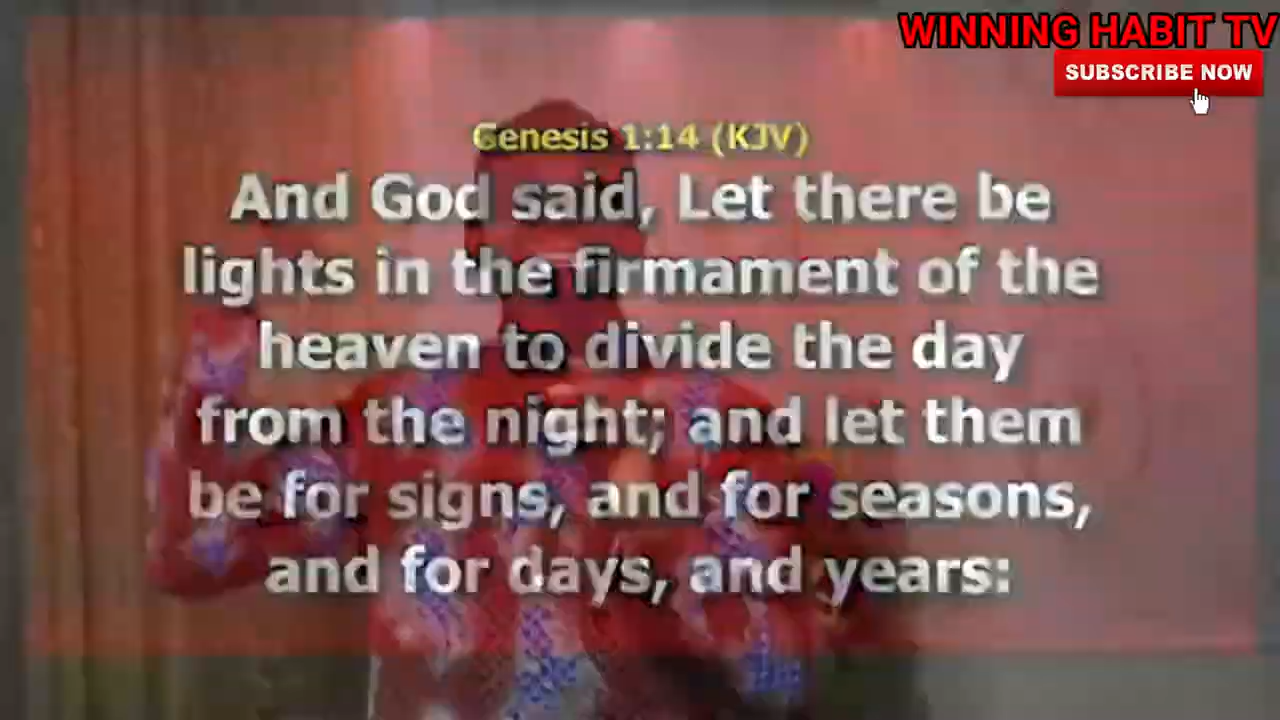 WINNING HABIT TV
SUBSCRIBE NOW
Genesis 1:14 (KJV)
And God said, Let there be
lights in the firmament of the
heaven to divide the day
from the night; and let them
be for signs, and for seasons,
and for days, and years: